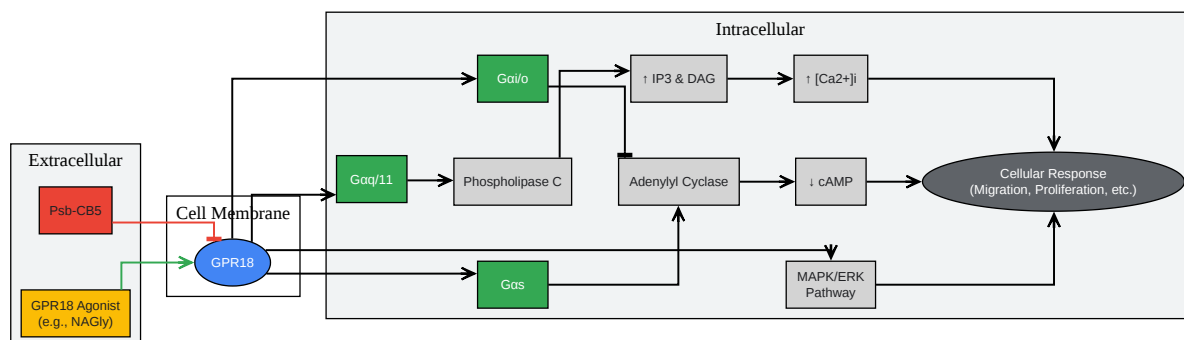 Intracellular
Gαi/o
↑ IP3 & DAG
↑ [Ca2+]i
Extracellular
Psb-CB5
GPR18 Agonist
(e.g., NAGly)
Cell Membrane
GPR18
Gαq/11
Phospholipase C
Adenylyl Cyclase
↓ cAMP
Cellular Response
(Migration, Proliferation, etc.)
Gαs
MAPK/ERK
Pathway